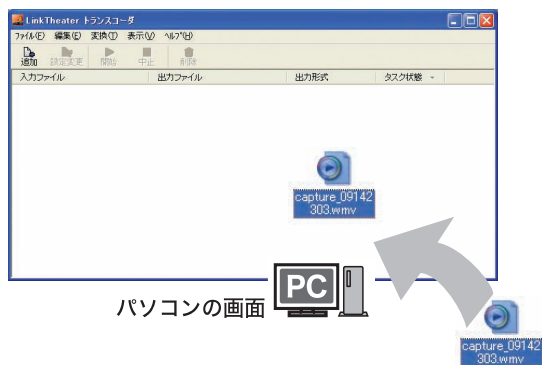 LinkTheater トランスコーダ
ファイル(F) 編集(E) 変換(T) 表示(V) ヘルプ(H)
追加 設定変更 開始 中止 削除
入力ファイル 出力ファイル 出力形式 タスク状態
capture_09142
303.wmv
パソコンの画面
PC
capture_09142
303.wmv